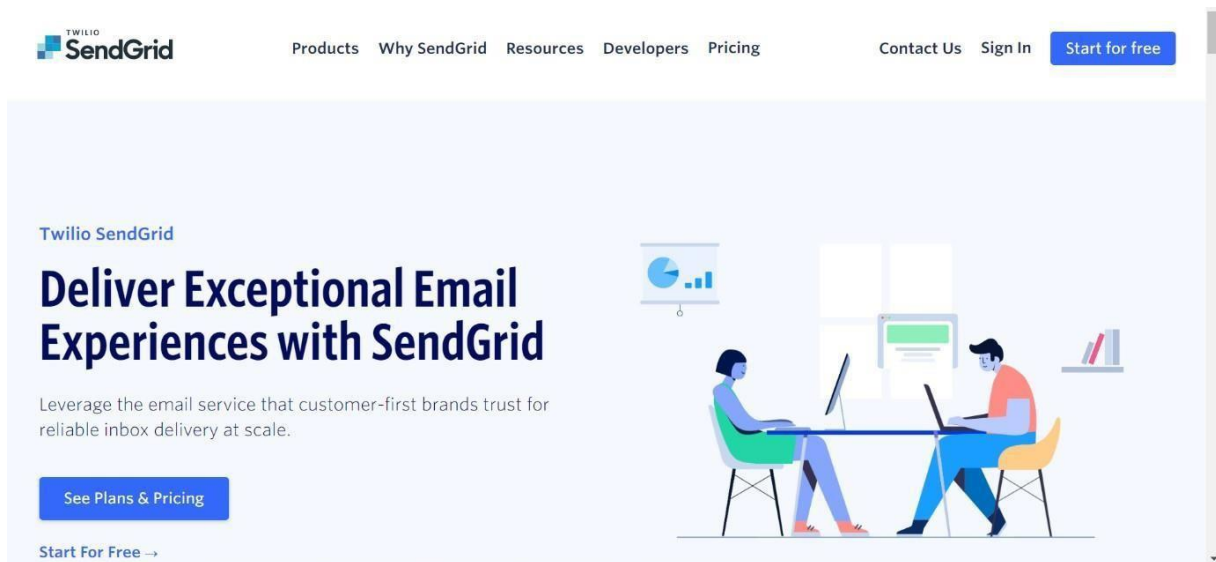 TWILIO
SendGrid
Products Why SendGrid Resources Developers Pricing Contact Us Sign In Start for free
Twilio SendGrid
Deliver Exceptional Email
Experiences with SendGrid
Leverage the email service that customer-first brands trust for
reliable inbox delivery at scale.
See Plans & Pricing
Start For Free →